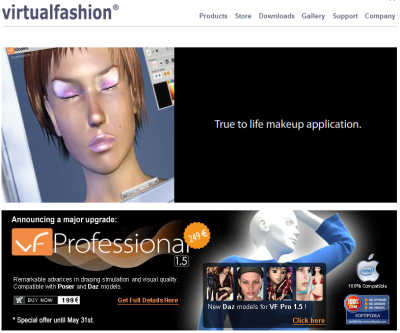 virtualfashion®
Products Store Downloads Gallery Support Company
True to life makeup application.
Announcing a major upgrade:
vf Professional 1.5
249 €
Remarkable advances in draping simulation and visual quality.
Compatible with Poser and Daz models.
BUY NOW 199 €
Get Full Details Here
* Special offer until May 31st.
New Daz models for VF Pro 1.5 !
Click here
100% Compatible
100%
SOFTPEDIA